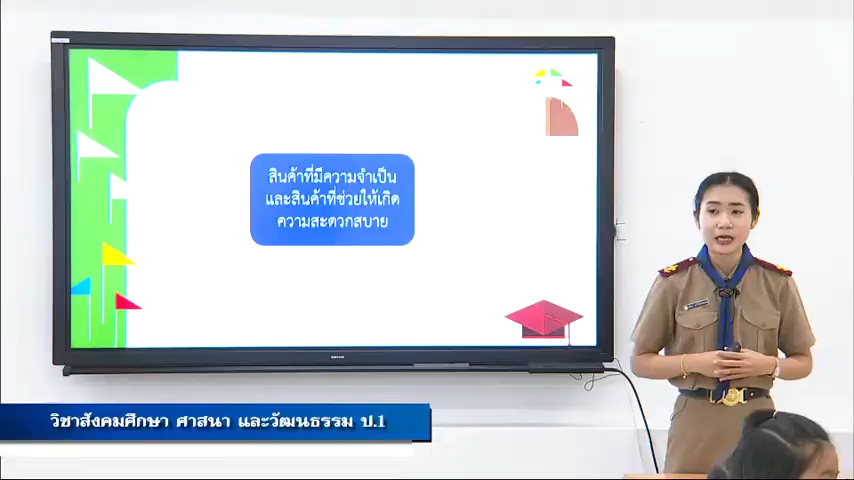 สินค้าที่มีความจำเป็น
และสินค้าที่ช่วยให้เกิด
ความสะดวกสบาย
วิชาสังคมศึกษา ศาสนา และวัฒนธรรม ป.1